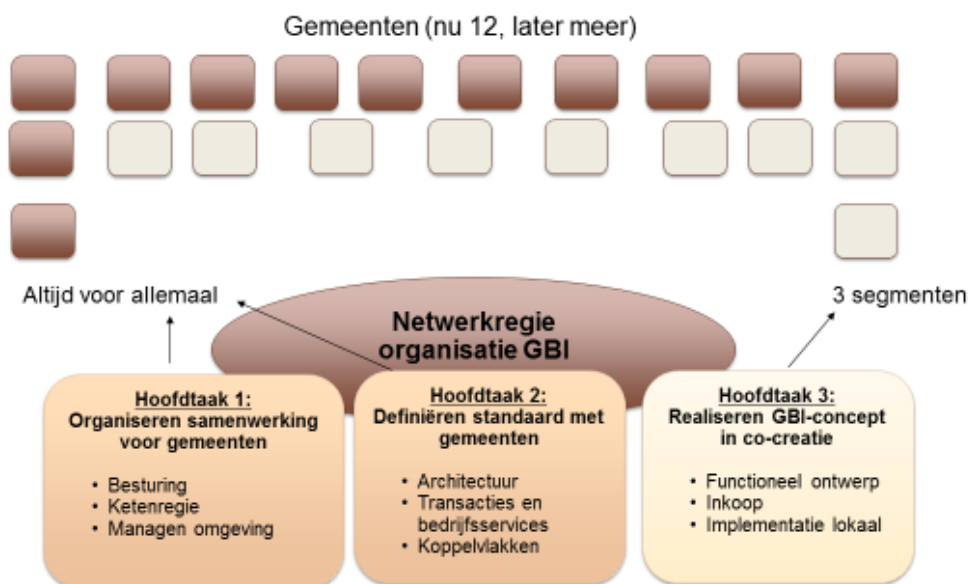 Gemeenten (nu 12, later meer)
Altijd voor allemaal
3 segmenten
Netwerkregie
organisatie GBI
Hoofdtaak 1:
Organiseren samenwerking
voor gemeenten
• Besturing
• Ketenregie
• Managen omgeving
Hoofdtaak 2:
Definiëren standaard met
gemeenten
• Architectuur
• Transacties en
bedrijfsservices
• Koppelvlakken
Hoofdtaak 3:
Realiseren GBI-concept
in co-creatie
• Functioneel ontwerp
• Inkoop
• Implementatie lokaal